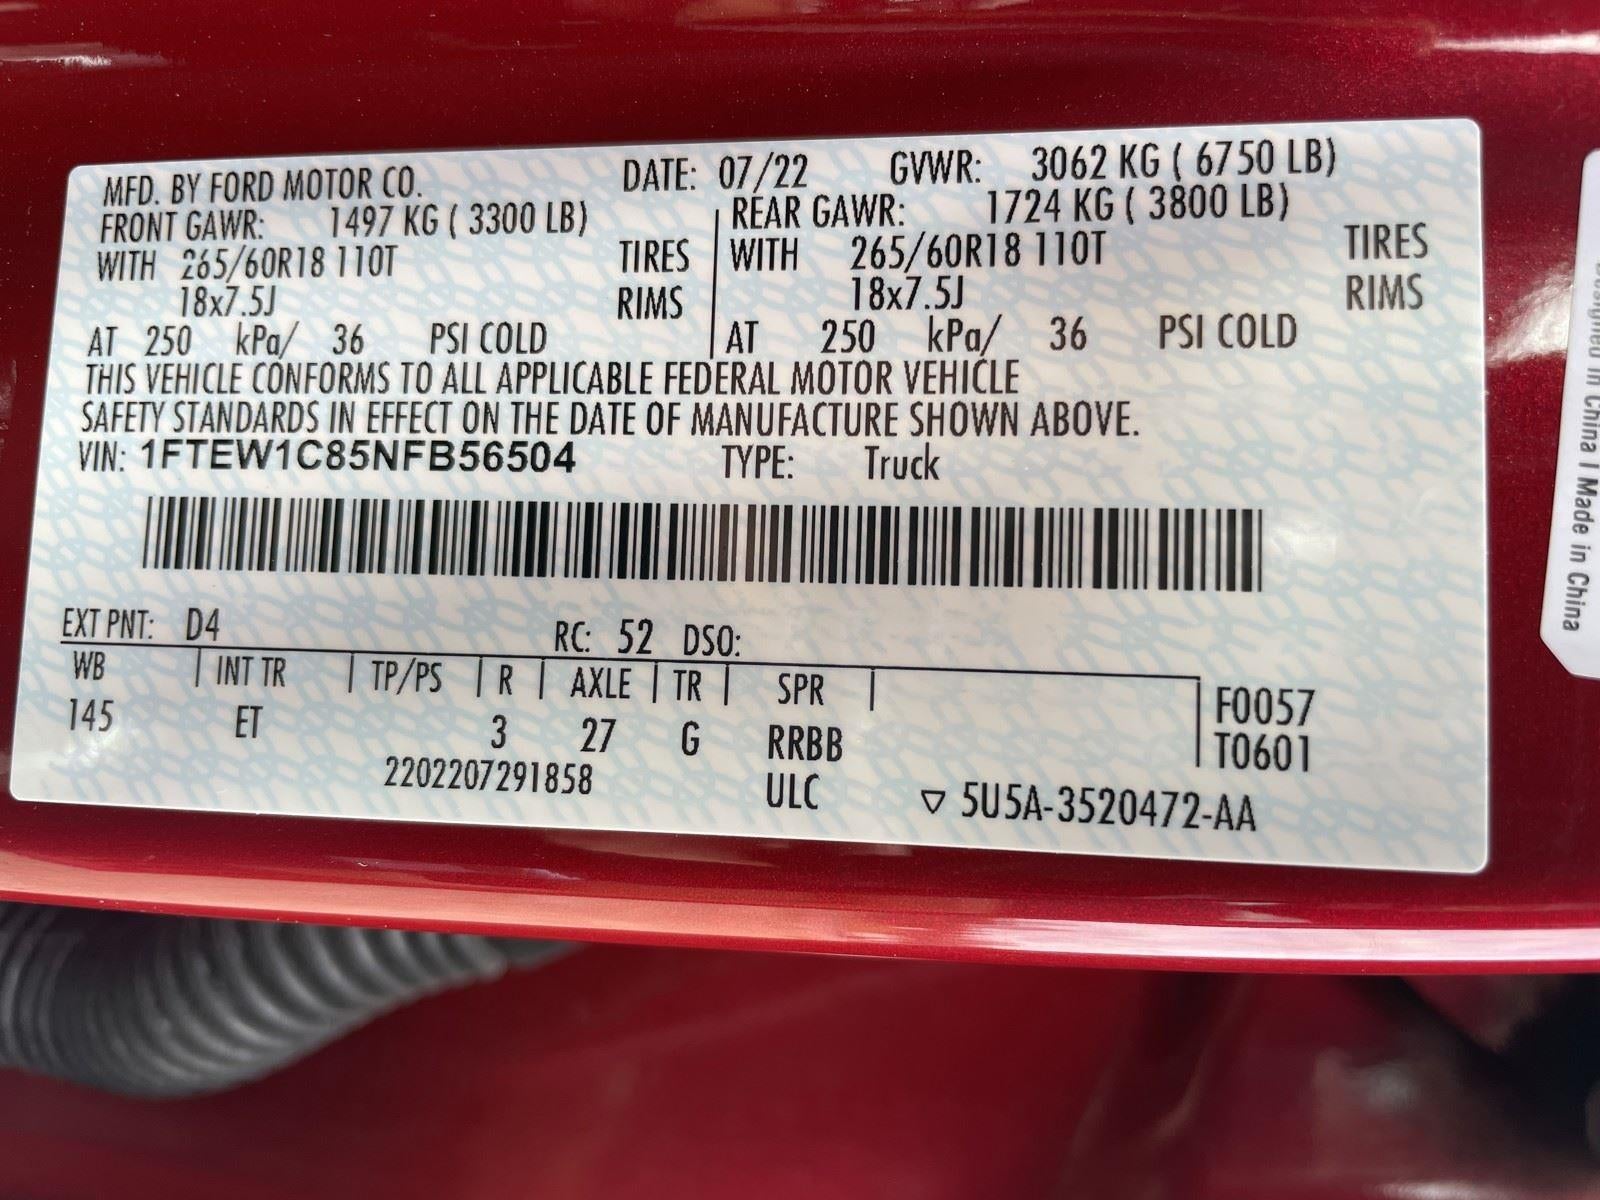 MFD. BY FORD MOTOR CO. DATE: 07/22 GVWR: 3062 KG ( 6750 LB)
FRONT GAWR: 1497 KG ( 3300 LB) REAR GAWR: 1724 KG ( 3800 LB)
WITH 265/60R18 110T TIRES WITH 265/60R18 110T TIRES
18x7.5J RIMS 18x7.5J RIMS
AT 250 kPa/ 36 PSI COLD AT 250 kPa/ 36 PSI COLD
THIS VEHICLE CONFORMS TO ALL APPLICABLE FEDERAL MOTOR VEHICLE
SAFETY STANDARDS IN EFFECT ON THE DATE OF MANUFACTURE SHOWN ABOVE.
VIN: 1FTEW1C85NFB56504 TYPE: Truck
EXT PNT: D4 RC: 52 DSO:
WB INT TR TP/PS R AXLE TR SPR F0057
145 ET 3 27 G RRBB T0601
2202207291858 ULC ▽ 5U5A-3520472-AA
Designed in China | Made in China